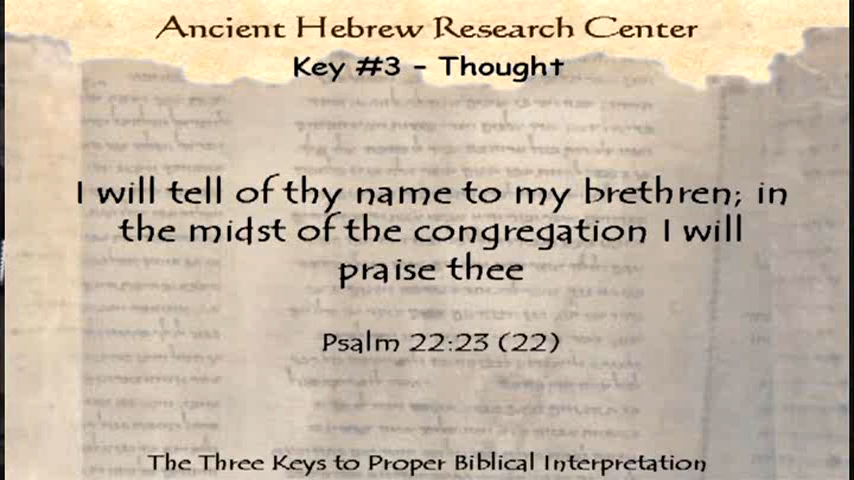 Ancient Hebrew Research Center
Key #3 - Thought
I will tell of thy name to my brethren; in
the midst of the congregation I will
praise thee
Psalm 22:23 (22)
The Three Keys to Proper Biblical Interpretation